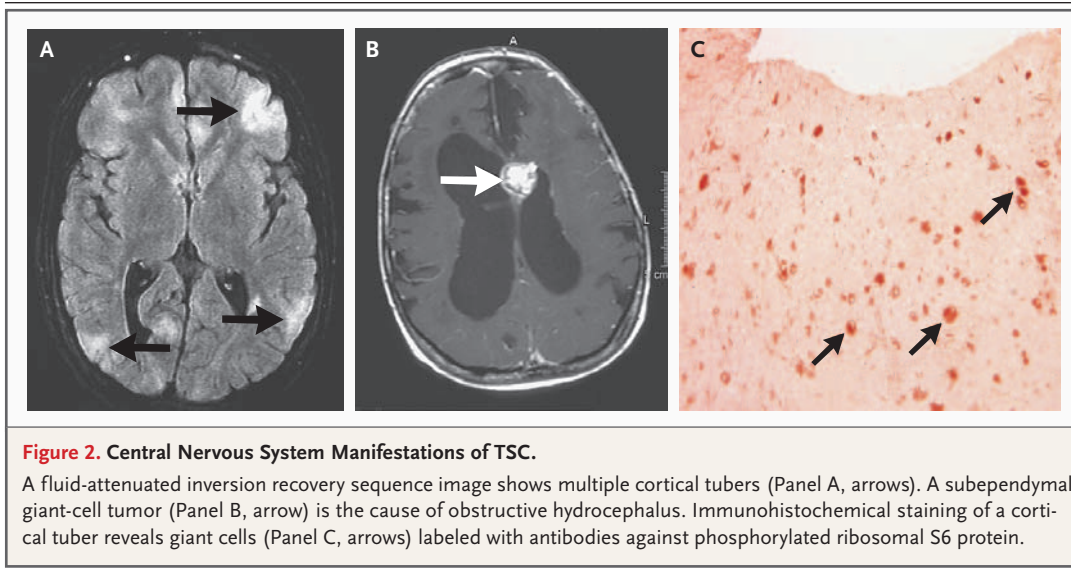 A
B
C
A
L
5 cm
Figure 2. Central Nervous System Manifestations of TSC.
A fluid-attenuated inversion recovery sequence image shows multiple cortical tubers (Panel A, arrows). A subependymal
giant-cell tumor (Panel B, arrow) is the cause of obstructive hydrocephalus. Immunohistochemical staining of a corti-
cal tuber reveals giant cells (Panel C, arrows) labeled with antibodies against phosphorylated ribosomal S6 protein.